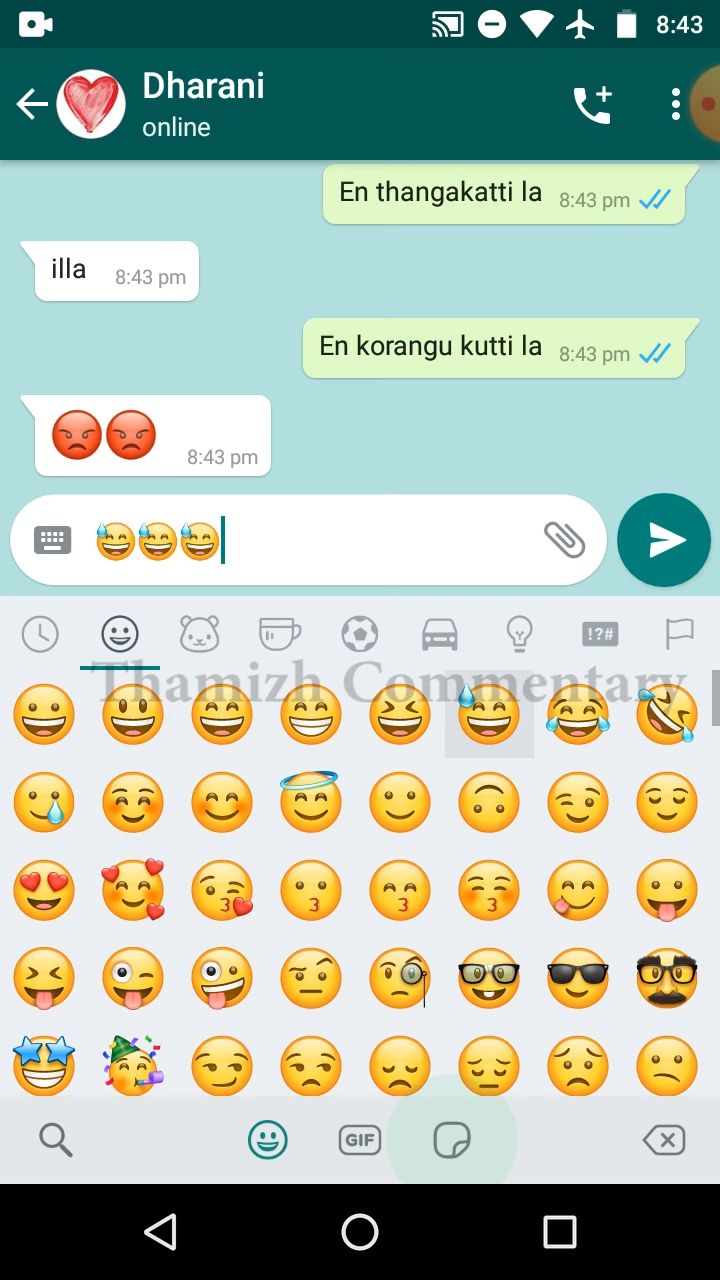 8:43
Dharani
online
En thangakatti la 8:43 pm
illa 8:43 pm
En korangu kutti la 8:43 pm
😡😡 8:43 pm
😅😅😅
!?#
Thamizh Commentary
GIF